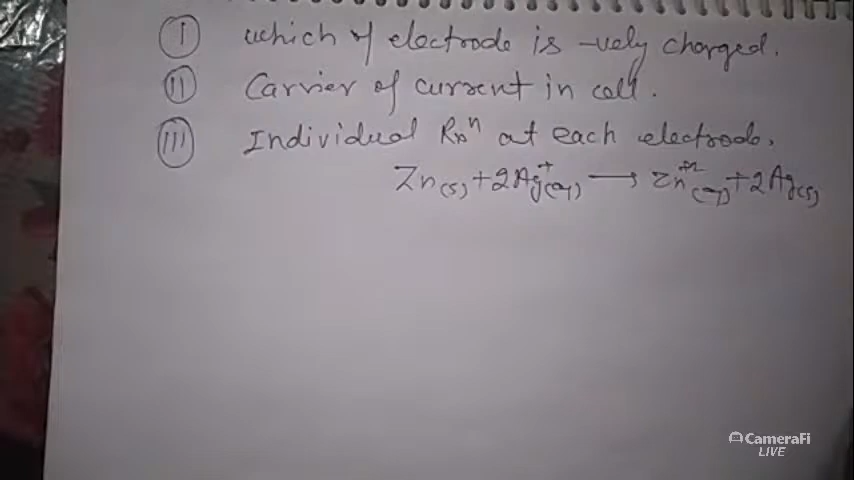 I which of electrode is -vely charged.
II Carrier of current in cell.
III Individual Rxⁿ at each electrode.
Zn(s) + 2Ag⁺(aq) → Zn⁺²(aq) + 2Ag(s)
CameraFi
LIVE